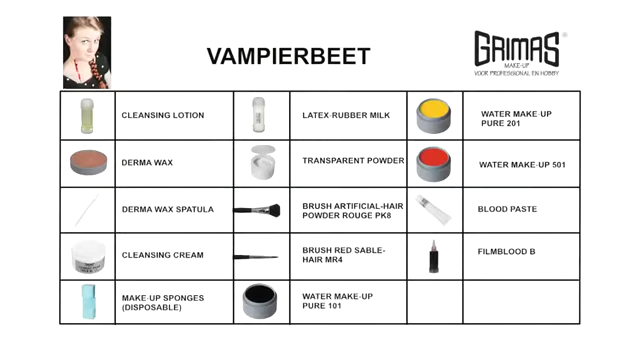 VAMPIERBEET
GRIMAS®
MAKE-UP
VOOR PROFESSIONAL EN HOBBY
CLEANSING LOTION
LATEX-RUBBER MILK
WATER MAKE-UP
PURE 201
DERMA WAX
TRANSPARENT POWDER
WATER MAKE-UP 501
DERMA WAX SPATULA
BRUSH ARTIFICIAL-HAIR
POWDER ROUGE PK8
BLOOD PASTE
CLEANSING CREAM
BRUSH RED SABLE-
HAIR MR4
FILMBLOOD B
MAKE-UP SPONGES
(DISPOSABLE)
WATER MAKE-UP
PURE 101